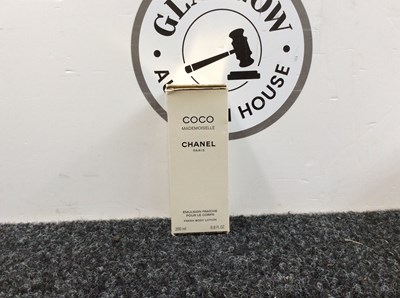 GLASGOW
AUCTION HOUSE
COCO
MADEMOISELLE
CHANEL
PARIS
ÉMULSION FRAÎCHE
POUR LE CORPS
FRESH BODY LOTION
200 ml 6.8 FL OZ